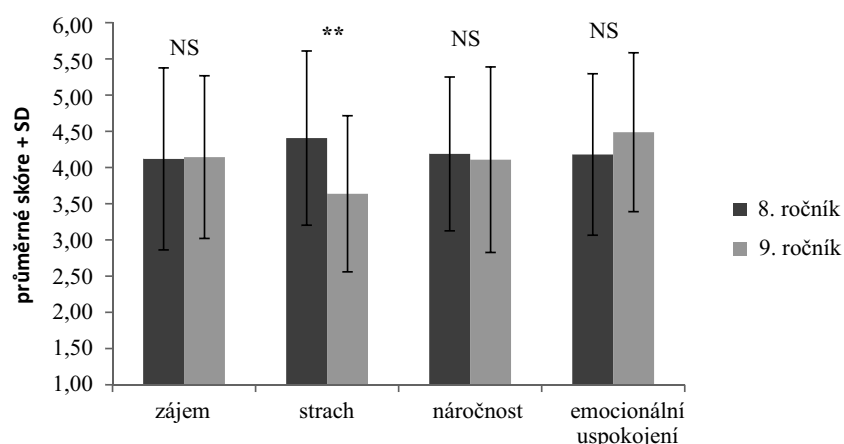 průměrné skóre + SD
6,00
5,50
5,00
4,50
4,00
3,50
3,00
2,50
2,00
1,50
1,00
NS
**
NS
NS
8. ročník
9. ročník
zájem
strach
náročnost
emocionální
uspokojení